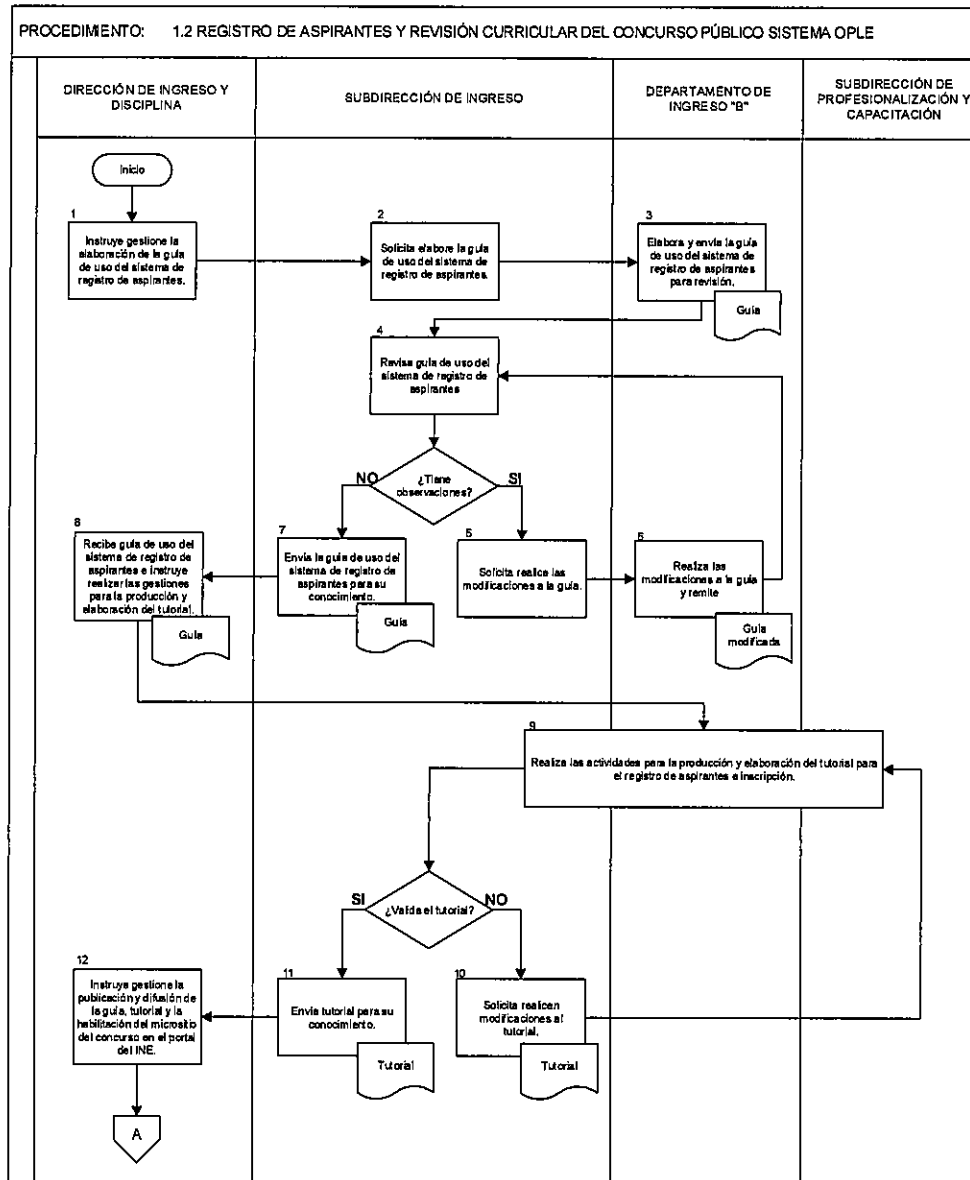 PROCEDIMIENTO: 1.2 REGISTRO DE ASPIRANTES Y REVISIÓN CURRICULAR DEL CONCURSO PÚBLICO SISTEMA OPLE
DIRECCIÓN DE INGRESO Y
DISCIPLINA
SUBDIRECCIÓN DE INGRESO
DEPARTAMENTO DE
INGRESO "B"
SUBDIRECCIÓN DE
PROFESIONALIZACIÓN Y
CAPACITACIÓN
Inicio
1
Instruye gestione la
elaboración de la guía
de uso del sistema de
registro de aspirantes.
2
Solicita elabore la guía
de uso del sistema de
registro de aspirantes.
3
Elabora y envía la guía
de uso del sistema de
registro de aspirantes
para revisión.
Guía
4
Revisa guía de uso del
sistema de registro de
aspirantes
¿Tiene
observaciones?
NO
SI
8
Recibe guía de uso del
sistema de registro de
aspirantes e instruye
realizar las gestiones
para la producción y
elaboración del tutorial.
Guía
7
Envía la guía de uso del
sistema de registro de
aspirantes para su
conocimiento.
Guía
5
Solicita realice las
modificaciones a la guía.
6
Realiza las
modificaciones a la guía
y remite
Guía
modificada
9
Realiza las actividades para la producción y elaboración del tutorial para
el registro de aspirantes e inscripción.
¿Valida el tutorial?
SI
NO
12
Instruye gestione la
publicación y difusión de
la guía, tutorial y la
habilitación del micrositio
del concurso en el portal
del INE.
11
Envía tutorial para su
conocimiento.
Tutorial
10
Solicita realicen
modificaciones al
tutorial.
Tutorial
A